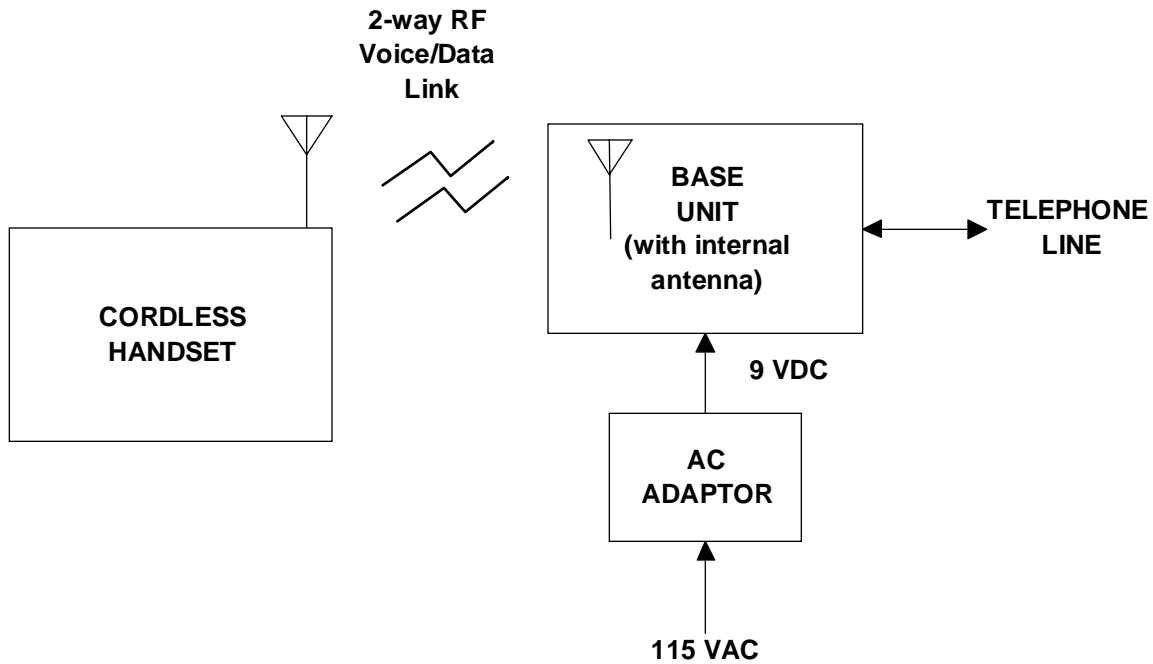 2-way RF
Voice/Data
Link
BASE
UNIT
(with internal
antenna)
TELEPHONE
LINE
CORDLESS
HANDSET
9 VDC
AC
ADAPTOR
115 VAC